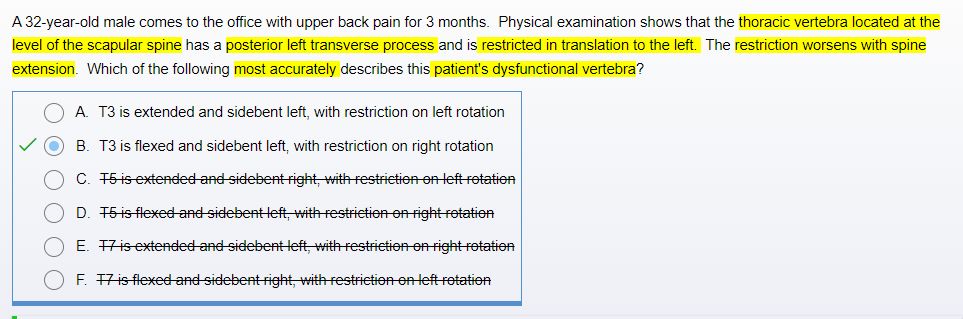 A 32-year-old male comes to the office with upper back pain for 3 months.  Physical examination shows that the thoracic vertebra located at the
level of the scapular spine has a posterior left transverse process and is restricted in translation to the left.  The restriction worsens with spine
extension.  Which of the following most accurately describes this patient's dysfunctional vertebra?
A. T3 is extended and sidebent left, with restriction on left rotation
B. T3 is flexed and sidebent left, with restriction on right rotation
C. T5 is extended and sidebent right, with restriction on left rotation
D. T5 is flexed and sidebent left, with restriction on right rotation
E. T7 is extended and sidebent left, with restriction on right rotation
F. T7 is flexed and sidebent right, with restriction on left rotation